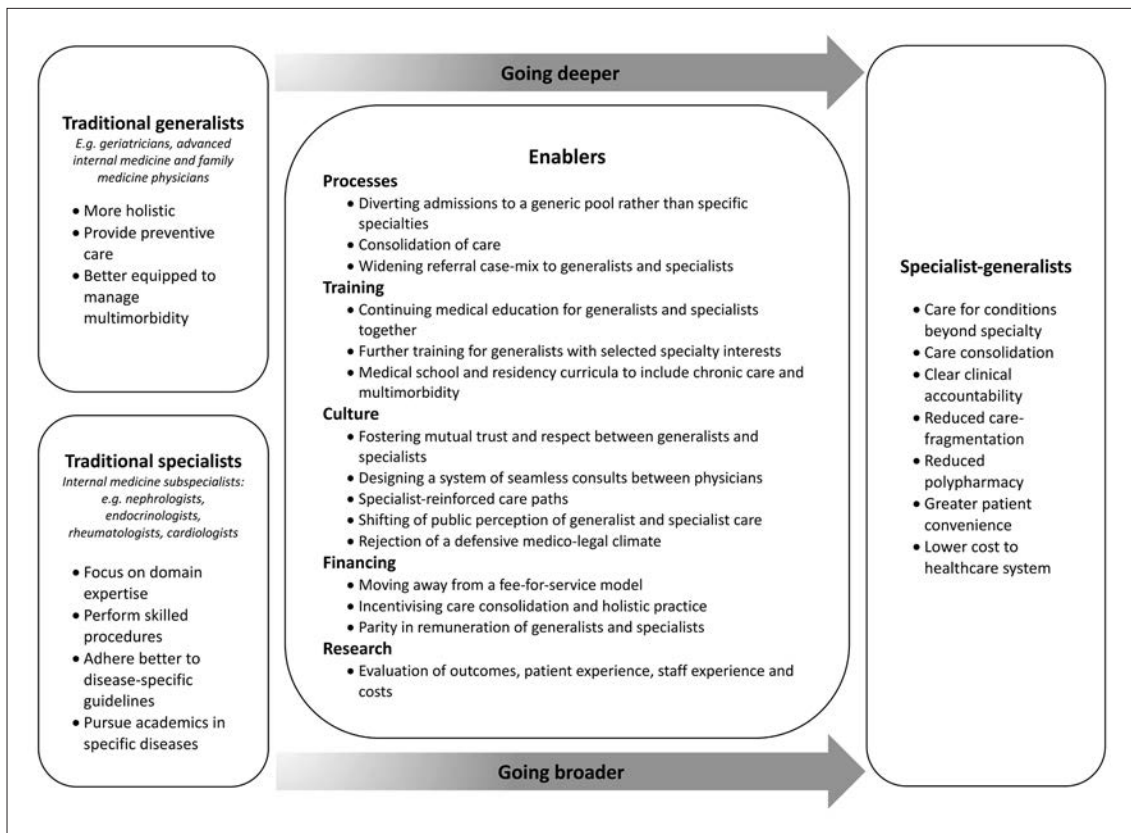 Going deeper
Traditional generalists
E.g. geriatricians, advanced
internal medicine and family
medicine physicians
• More holistic
• Provide preventive
care
• Better equipped to
manage
multimorbidity
Traditional specialists
Internal medicine subspecialists:
e.g. nephrologists,
endocrinologists,
rheumatologists, cardiologists
• Focus on domain
expertise
• Perform skilled
procedures
• Adhere better to
disease-specific
guidelines
• Pursue academics in
specific diseases
Enablers
Processes
• Diverting admissions to a generic pool rather than specific
specialties
• Consolidation of care
• Widening referral case-mix to generalists and specialists
Training
• Continuing medical education for generalists and specialists
together
• Further training for generalists with selected specialty interests
• Medical school and residency curricula to include chronic care and
multimorbidity
Culture
• Fostering mutual trust and respect between generalists and
specialists
• Designing a system of seamless consults between physicians
• Specialist-reinforced care paths
• Shifting of public perception of generalist and specialist care
• Rejection of a defensive medico-legal climate
Financing
• Moving away from a fee-for-service model
• Incentivising care consolidation and holistic practice
• Parity in remuneration of generalists and specialists
Research
• Evaluation of outcomes, patient experience, staff experience and
costs
Specialist-generalists
• Care for conditions
beyond specialty
• Care consolidation
• Clear clinical
accountability
• Reduced care-
fragmentation
• Reduced
polypharmacy
• Greater patient
convenience
• Lower cost to
healthcare system
Going broader